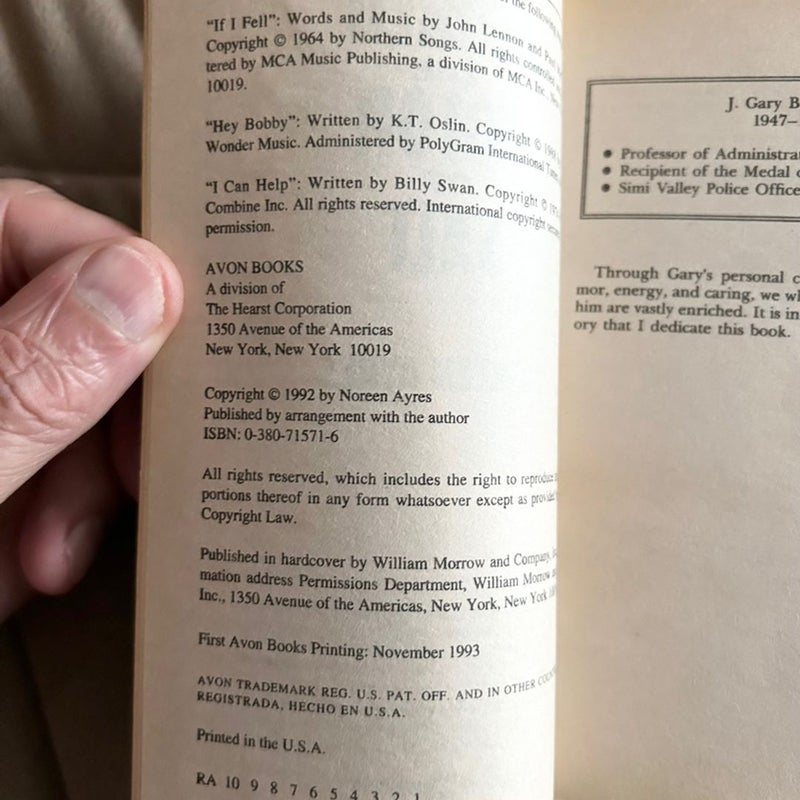 of the following
"If I Fell": Words and Music by John Lennon and Paul
Copyright © 1964 by Northern Songs. All rights controlled
tered by MCA Music Publishing, a division of MCA Inc.,
10019.
"Hey Bobby": Written by K.T. Oslin. Copyright ©
Wonder Music. Administered by PolyGram International
"I Can Help": Written by Billy Swan. Copyright ©
Combine Inc. All rights reserved. International copyright
permission.
AVON BOOKS
A division of
The Hearst Corporation
1350 Avenue of the Americas
New York, New York 10019
Copyright © 1992 by Noreen Ayres
Published by arrangement with the author
ISBN: 0-380-71571-6
All rights reserved, which includes the right to reproduce
portions thereof in any form whatsoever except as provided
Copyright Law.
Published in hardcover by William Morrow and Company,
mation address Permissions Department, William Morrow
Inc., 1350 Avenue of the Americas, New York, New York
First Avon Books Printing: November 1993
AVON TRADEMARK REG. U.S. PAT. OFF. AND IN OTHER
REGISTRADA, HECHO EN U.S.A.
Printed in the U.S.A.
RA 10 9 8 7 6 5 4 3 2 1
J. Gary B
1947–
• Professor of Administra
• Recipient of the Medal
• Simi Valley Police Office
Through Gary's personal c
mor, energy, and caring, we w
him are vastly enriched. It is in
ory that I dedicate this book.